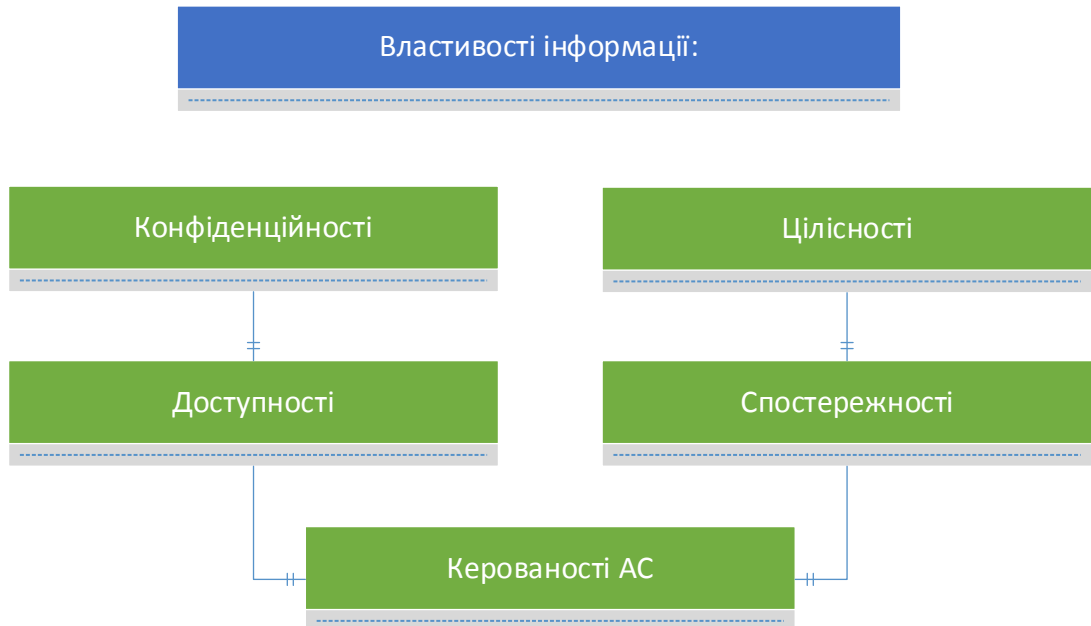 Властивості інформації:
Конфіденційності
Цілісності
Доступності
Спостережності
Керованості АС